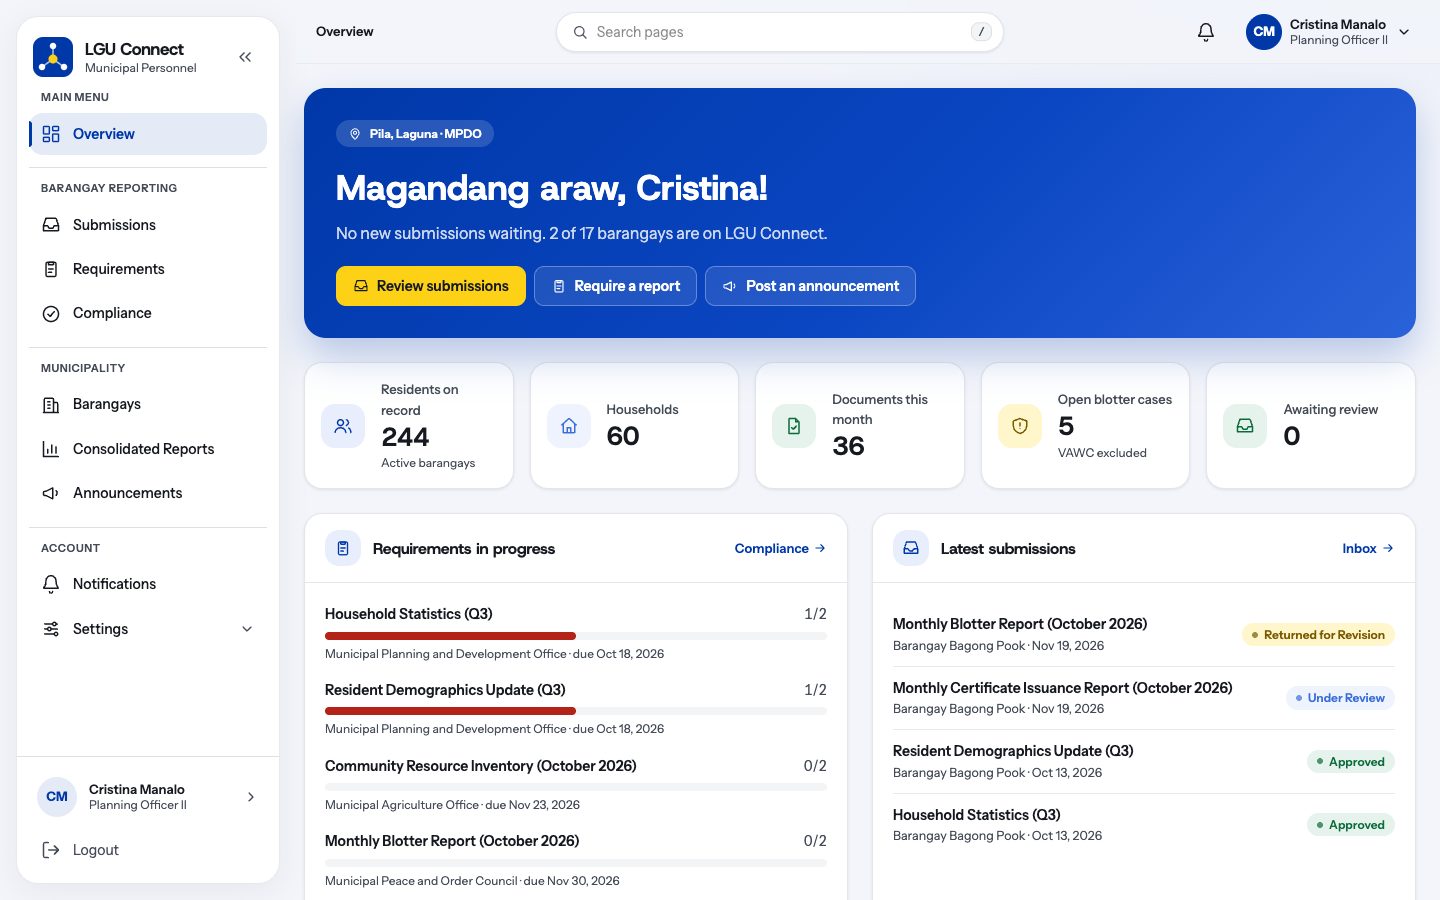 LGU Connect
Municipal Personnel
MAIN MENU
Overview
BARANGAY REPORTING
Submissions
Requirements
Compliance
MUNICIPALITY
Barangays
Consolidated Reports
Announcements
ACCOUNT
Notifications
Settings
CM
Cristina Manalo
Planning Officer II
Logout
Overview
Search pages
/
CM
Cristina Manalo
Planning Officer II
Pila, Laguna · MPDO
Magandang araw, Cristina!
No new submissions waiting. 2 of 17 barangays are on LGU Connect.
Review submissions
Require a report
Post an announcement
Residents on
record
244
Active barangays
Households
60
Documents this
month
36
Open blotter cases
5
VAWC excluded
Awaiting review
0
Requirements in progress
Compliance →
Household Statistics (Q3)
1/2
Municipal Planning and Development Office · due Oct 18, 2026
Resident Demographics Update (Q3)
1/2
Municipal Planning and Development Office · due Oct 18, 2026
Community Resource Inventory (October 2026)
0/2
Municipal Agriculture Office · due Nov 23, 2026
Monthly Blotter Report (October 2026)
0/2
Municipal Peace and Order Council · due Nov 30, 2026
Latest submissions
Inbox →
Monthly Blotter Report (October 2026)
Barangay Bagong Pook · Nov 19, 2026
Returned for Revision
Monthly Certificate Issuance Report (October 2026)
Barangay Bagong Pook · Nov 19, 2026
Under Review
Resident Demographics Update (Q3)
Barangay Bagong Pook · Oct 13, 2026
Approved
Household Statistics (Q3)
Barangay Bagong Pook · Oct 13, 2026
Approved